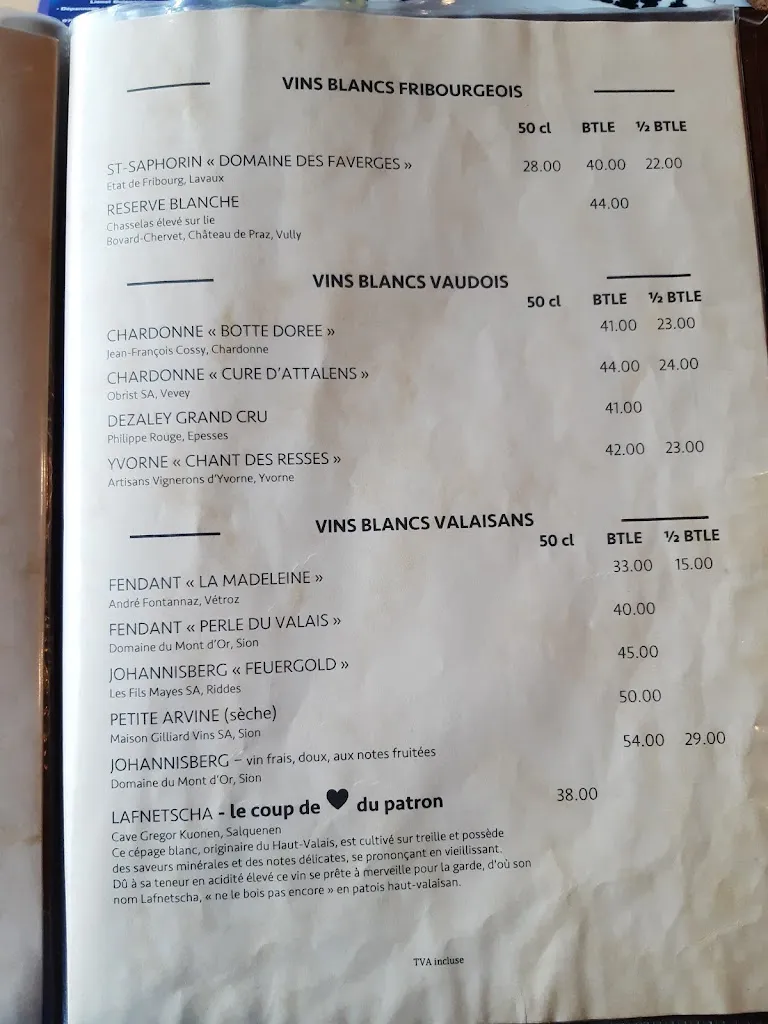 VINS BLANCS FRIBOURGEOIS
50 cl BTLE ½ BTLE
ST-SAPHORIN « DOMAINE DES FAVERGES » 28.00 40.00 22.00
Etat de Fribourg, Lavaux
RESERVE BLANCHE 44.00
Chasselas élevé sur lie
Bovard-Chervet, Château de Praz, Vully
VINS BLANCS VAUDOIS
50 cl BTLE ½ BTLE
CHARDONNE « BOTTE DOREE » 41.00 23.00
Jean-François Cossy, Chardonne
CHARDONNE « CURE D'ATTALENS » 44.00 24.00
Obrist SA, Vevey
DEZALEY GRAND CRU 41.00
Philippe Rouge, Epesses
YVORNE « CHANT DES RESSES » 42.00 23.00
Artisans Vignerons d'Yvorne, Yvorne
VINS BLANCS VALAISANS
50 cl BTLE ½ BTLE
FENDANT « LA MADELEINE » 33.00 15.00
André Fontannaz, Vétroz
FENDANT « PERLE DU VALAIS » 40.00
Domaine du Mont d'Or, Sion
JOHANNISBERG « FEUERGOLD » 45.00
Les Fils Mayes SA, Riddes
PETITE ARVINE (sèche) 50.00
Maison Gilliard Vins SA, Sion
JOHANNISBERG – vin frais, doux, aux notes fruitées 54.00 29.00
Domaine du Mont d'Or, Sion
LAFNETSCHA - le coup de ♥ du patron 38.00
Cave Gregor Kuonen, Salquenen
Ce cépage blanc, originaire du Haut-Valais, est cultivé sur treille et possède
des saveurs minérales et des notes délicates, se prononçant en vieillissant.
Dû à sa teneur en acidité élevé ce vin se prête à merveille pour la garde, d'où son
nom Lafnetscha, « ne le bois pas encore » en patois haut-valaisan.
TVA incluse